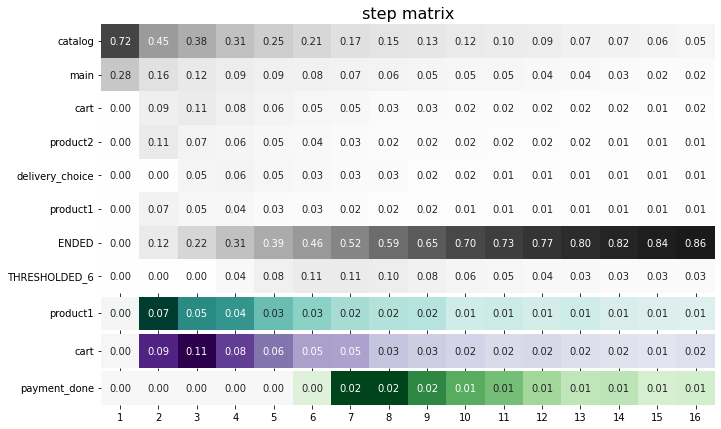 step matrix
catalog 0.72 0.45 0.38 0.31 0.25 0.21 0.17 0.15 0.13 0.12 0.10 0.09 0.07 0.07 0.06 0.05
main 0.28 0.16 0.12 0.09 0.09 0.08 0.07 0.06 0.05 0.05 0.05 0.04 0.04 0.03 0.02 0.02
cart 0.00 0.09 0.11 0.08 0.06 0.05 0.05 0.03 0.03 0.02 0.02 0.02 0.02 0.02 0.01 0.02
product2 0.00 0.11 0.07 0.06 0.05 0.04 0.03 0.02 0.02 0.02 0.02 0.02 0.02 0.01 0.01 0.01
delivery_choice 0.00 0.00 0.05 0.06 0.05 0.03 0.03 0.03 0.02 0.02 0.01 0.01 0.01 0.01 0.01 0.01
product1 0.00 0.07 0.05 0.04 0.03 0.03 0.02 0.02 0.02 0.01 0.01 0.01 0.01 0.01 0.01 0.01
ENDED 0.00 0.12 0.22 0.31 0.39 0.46 0.52 0.59 0.65 0.70 0.73 0.77 0.80 0.82 0.84 0.86
THRESHOLDED_6 0.00 0.00 0.00 0.04 0.08 0.11 0.11 0.10 0.08 0.06 0.05 0.04 0.03 0.03 0.03 0.03
product1 0.00 0.07 0.05 0.04 0.03 0.03 0.02 0.02 0.02 0.01 0.01 0.01 0.01 0.01 0.01 0.01
cart 0.00 0.09 0.11 0.08 0.06 0.05 0.05 0.03 0.03 0.02 0.02 0.02 0.02 0.02 0.01 0.02
payment_done 0.00 0.00 0.00 0.00 0.00 0.00 0.02 0.02 0.02 0.01 0.01 0.01 0.01 0.01 0.01 0.01
1 2 3 4 5 6 7 8 9 10 11 12 13 14 15 16